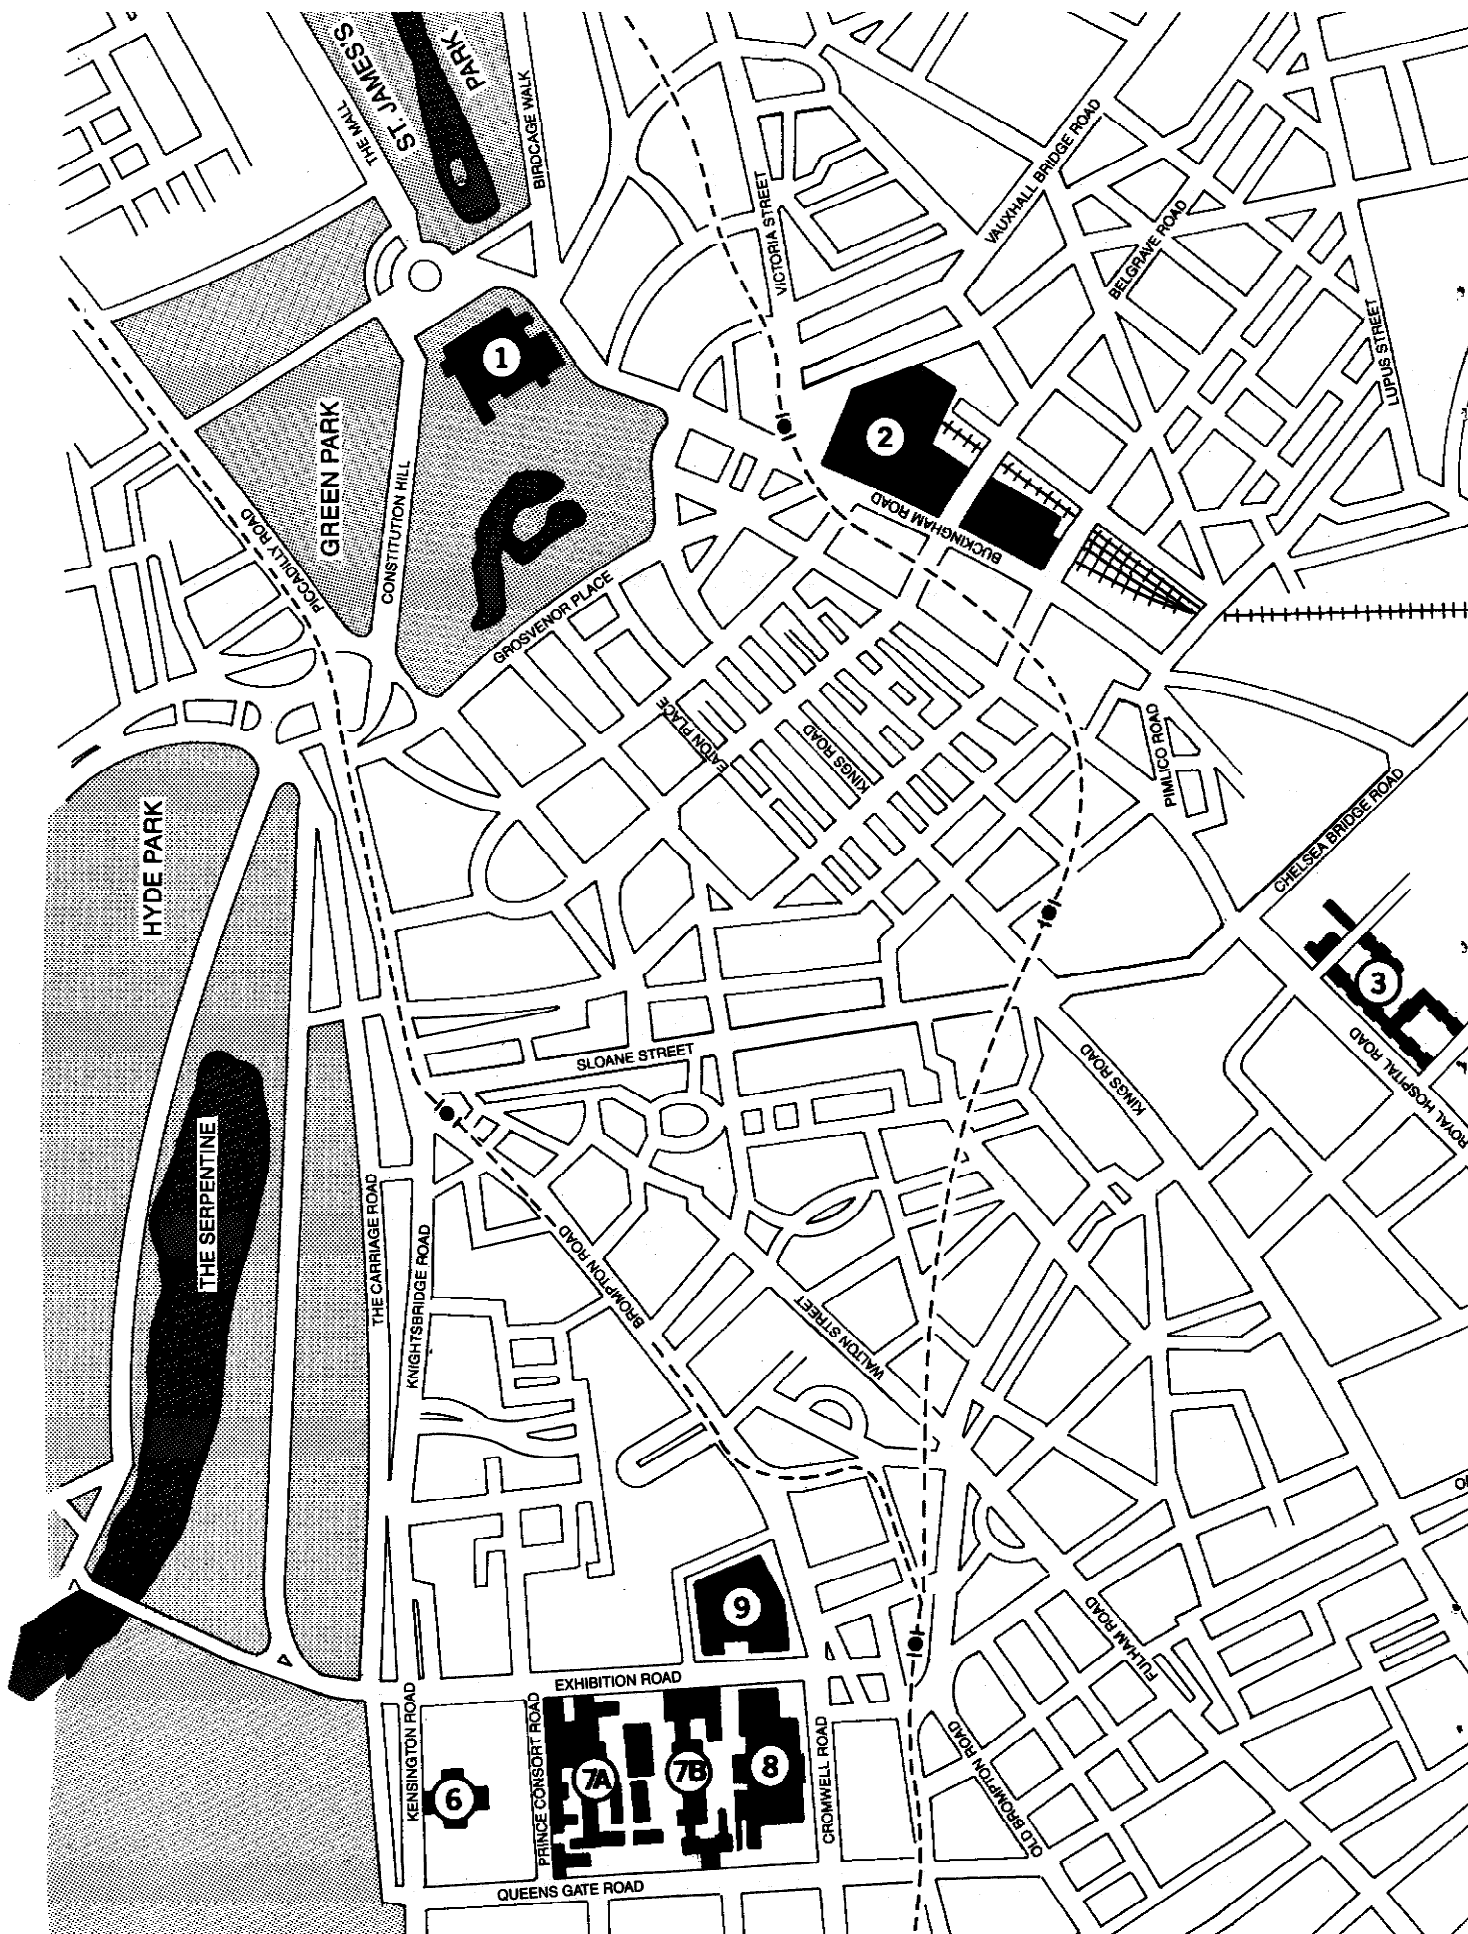 ST. JAMES'S
PARK
THE MALL
BIRDCAGE WALK
VICTORIA STREET
VAUXHALL BRIDGE ROAD
BELGRAVE ROAD
LUPUS STREET
1
2
GREEN PARK
CONSTITUTION HILL
PICCADILLY ROAD
BUCKINGHAM ROAD
GROSVENOR PLACE
EATON PLACE
KINGS ROAD
PIMLICO ROAD
HYDE PARK
CHELSEA BRIDGE ROAD
3
SLOANE STREET
KINGS ROAD
ROYAL HOSPITAL ROAD
THE SERPENTINE
THE CARRIAGE ROAD
KNIGHTSBRIDGE ROAD
BROMPTON ROAD
WALTON STREET
9
FULHAM ROAD
EXHIBITION ROAD
KENSINGTON ROAD
PRINCE CONSORT ROAD
6
7A
7B
8
CROMWELL ROAD
OLD BROMPTON ROAD
QUEENS GATE ROAD